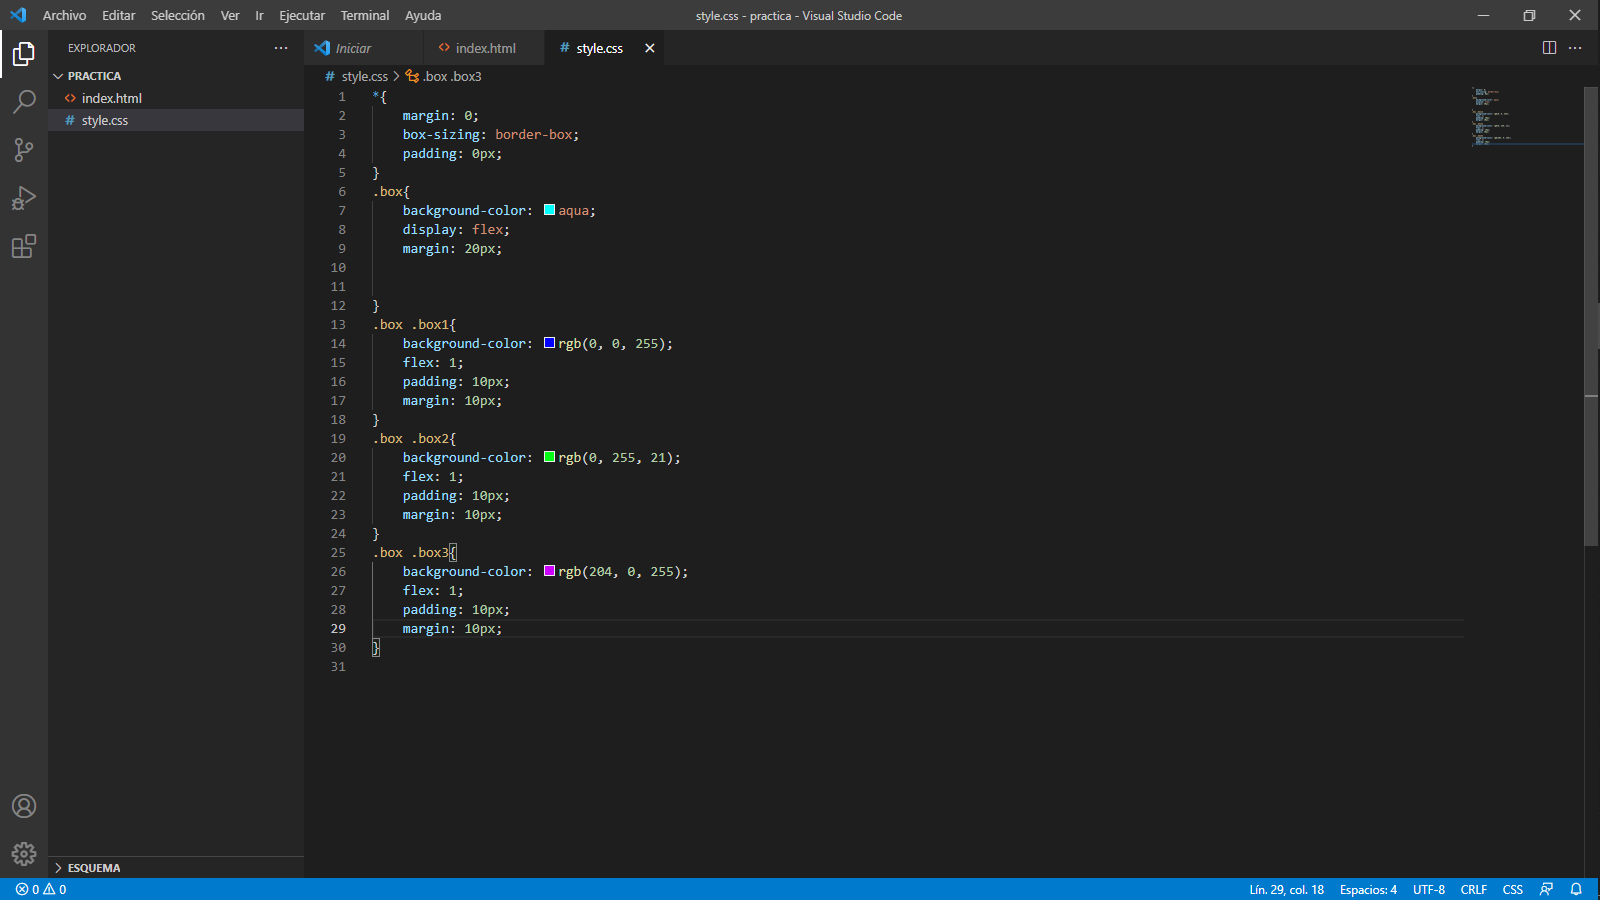 Archivo Editar Selección Ver Ir Ejecutar Terminal Ayuda
style.css - practica - Visual Studio Code
EXPLORADOR
PRACTICA
index.html
# style.css
ESQUEMA
Iniciar
index.html
# style.css
# style.css > .box .box3
1 *{
2 margin: 0;
3 box-sizing: border-box;
4 padding: 0px;
5 }
6 .box{
7 background-color: aqua;
8 display: flex;
9 margin: 20px;
10
11
12 }
13 .box .box1{
14 background-color: rgb(0, 0, 255);
15 flex: 1;
16 padding: 10px;
17 margin: 10px;
18 }
19 .box .box2{
20 background-color: rgb(0, 255, 21);
21 flex: 1;
22 padding: 10px;
23 margin: 10px;
24 }
25 .box .box3{
26 background-color: rgb(204, 0, 255);
27 flex: 1;
28 padding: 10px;
29 margin: 10px;
30 }
31
0 0
Lín. 29, col. 18 Espacios: 4 UTF-8 CRLF CSS